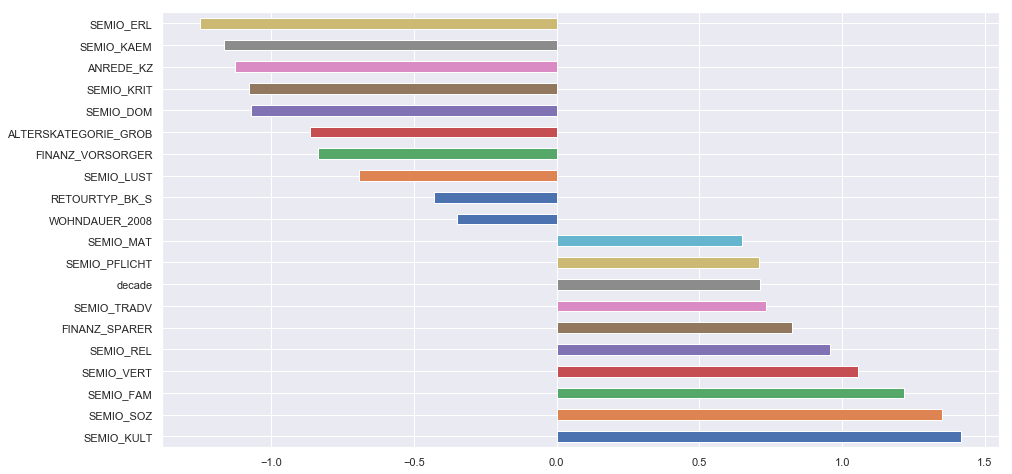 SEMIO_ERL
SEMIO_KAEM
ANREDE_KZ
SEMIO_KRIT
SEMIO_DOM
ALTERSKATEGORIE_GROB
FINANZ_VORSORGER
SEMIO_LUST
RETOURTYP_BK_S
WOHNDAUER_2008
SEMIO_MAT
SEMIO_PFLICHT
decade
SEMIO_TRADV
FINANZ_SPARER
SEMIO_REL
SEMIO_VERT
SEMIO_FAM
SEMIO_SOZ
SEMIO_KULT
−1.0 −0.5 0.0 0.5 1.0 1.5